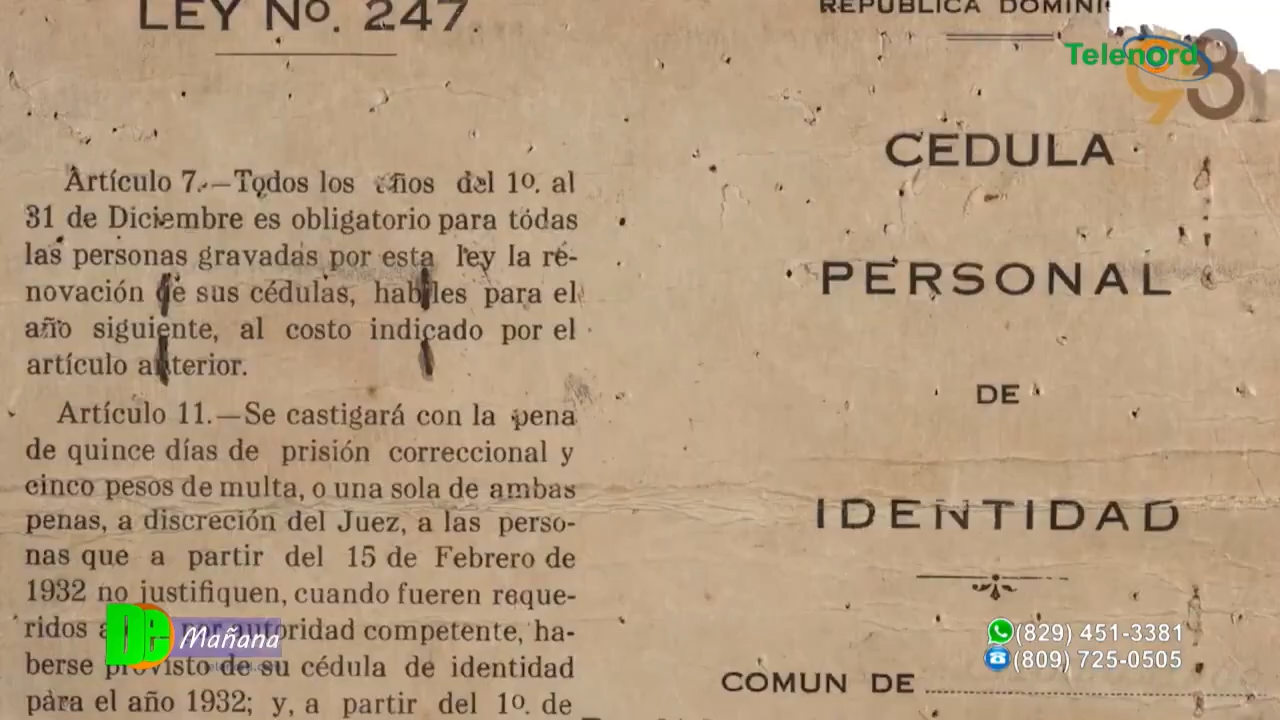 LEY Nº. 247.
Artículo 7.—Todos los años del 1º. al
31 de Diciembre es obligatorio para todas
las personas gravadas por esta ley la re-
novación de sus cédulas, habiles para el
año siguiente, al costo indicado por el
artículo anterior.
Artículo 11.—Se castigará con la pena
de quince días de prisión correccional y
cinco pesos de multa, o una sola de ambas
penas, a discreción del Juez, a las perso-
nas que a partir del 15 de Febrero de
1932 no justifiquen, cuando fueren reque-
ridos autoridad competente, ha-
berse provisto de su cédula de identidad
para el año 1932; y, a partir del 1º. de
REPUBLICA DOMINI
CEDULA
PERSONAL
DE
IDENTIDAD
COMUN DE
Telenord
98
De Mañana
telenord.com
(829) 451-3381
(809) 725-0505